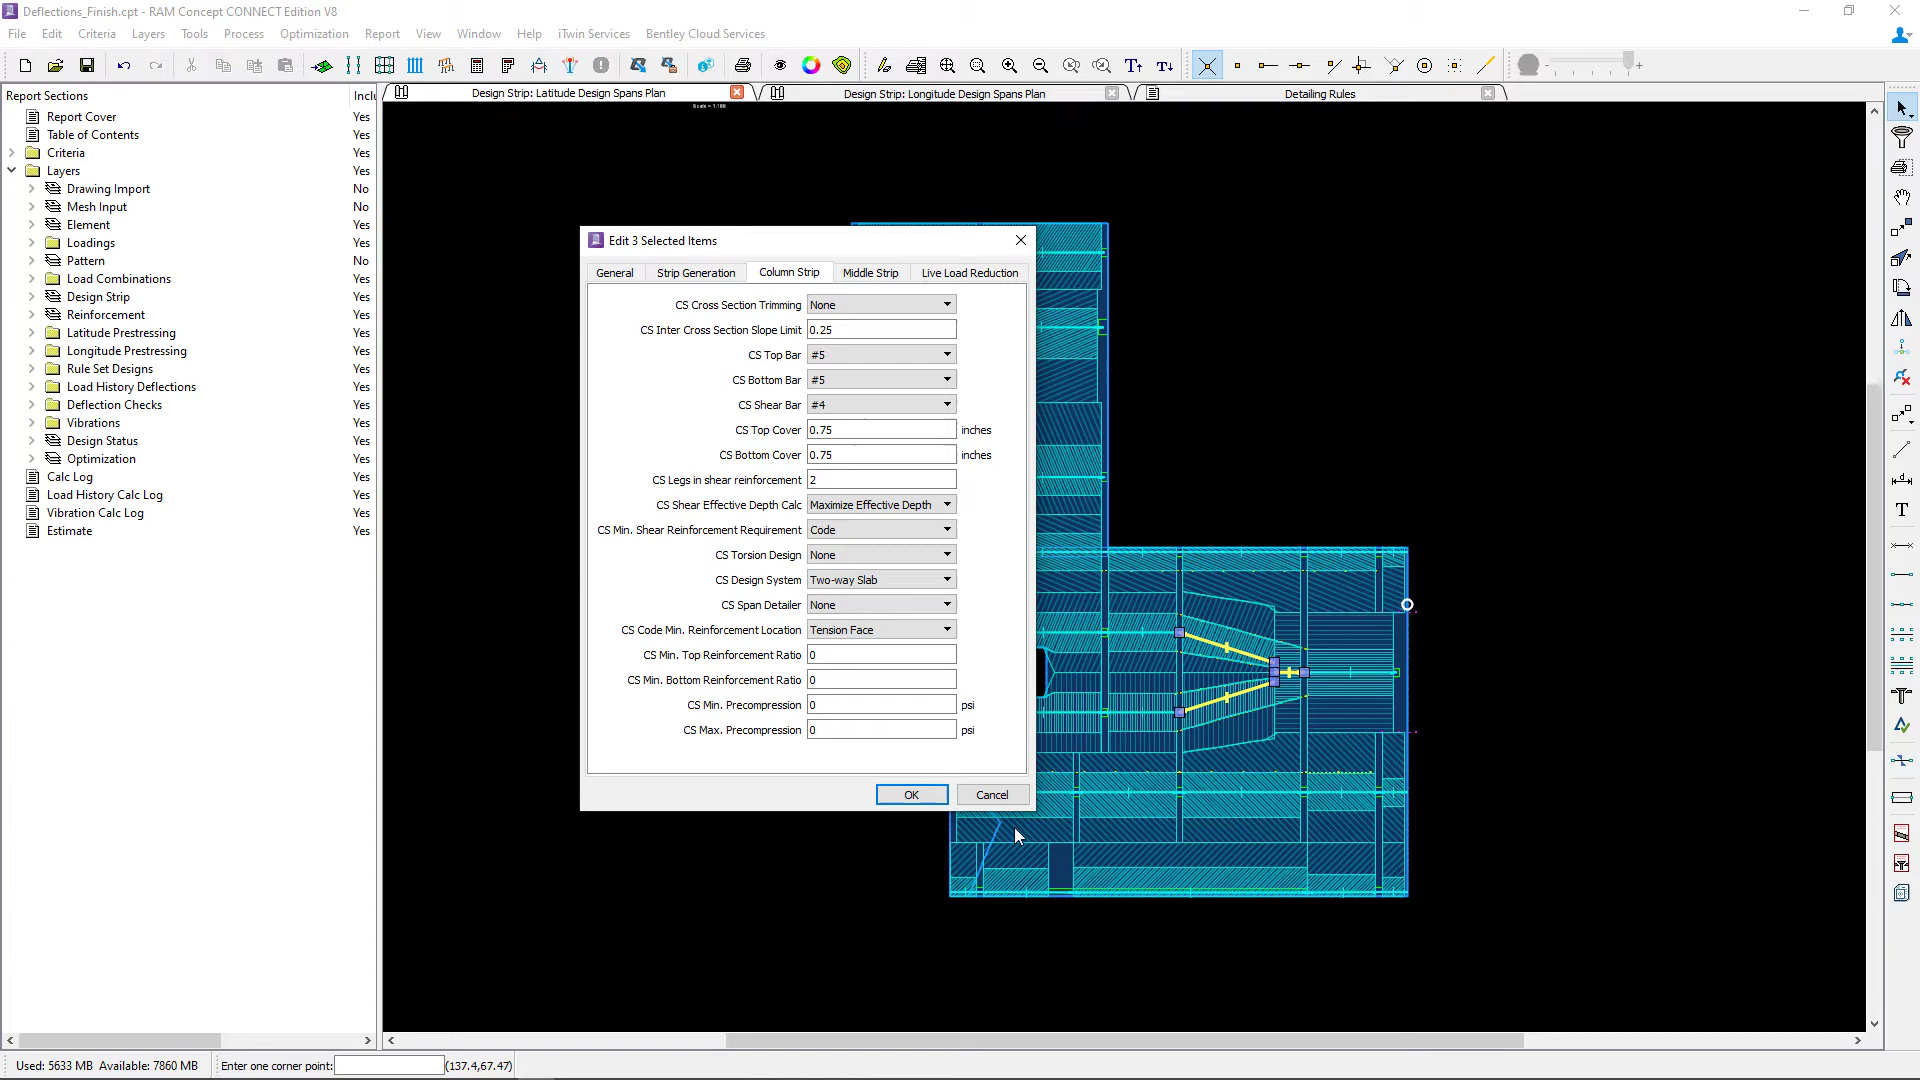 Deflections_Finish.cpt - RAM Concept CONNECT Edition V8
File Edit Criteria Layers Tools Process Optimization Report View Window Help iTwin Services Bentley Cloud Services
Report Sections Inclu
Design Strip: Latitude Design Spans Plan
Design Strip: Longitude Design Spans Plan
Detailing Rules
Report Cover Yes
Table of Contents Yes
Criteria Yes
Layers Yes
Drawing Import No
Mesh Input No
Element Yes
Loadings Yes
Pattern No
Load Combinations Yes
Design Strip Yes
Reinforcement Yes
Latitude Prestressing Yes
Longitude Prestressing Yes
Rule Set Designs Yes
Load History Deflections Yes
Deflection Checks Yes
Vibrations Yes
Design Status Yes
Optimization Yes
Calc Log Yes
Load History Calc Log Yes
Vibration Calc Log Yes
Estimate Yes
Scale = 1:100
Edit 3 Selected Items
General Strip Generation Column Strip Middle Strip Live Load Reduction
CS Cross Section Trimming None
CS Inter Cross Section Slope Limit 0.25
CS Top Bar #5
CS Bottom Bar #5
CS Shear Bar #4
CS Top Cover 0.75 inches
CS Bottom Cover 0.75 inches
CS Legs in shear reinforcement 2
CS Shear Effective Depth Calc Maximize Effective Depth
CS Min. Shear Reinforcement Requirement Code
CS Torsion Design None
CS Design System Two-way Slab
CS Span Detailer None
CS Code Min. Reinforcement Location Tension Face
CS Min. Top Reinforcement Ratio 0
CS Min. Bottom Reinforcement Ratio 0
CS Min. Precompression 0 psi
CS Max. Precompression 0 psi
OK Cancel
Used: 5633 MB Available: 7860 MB Enter one corner point: (137.4,67.47)